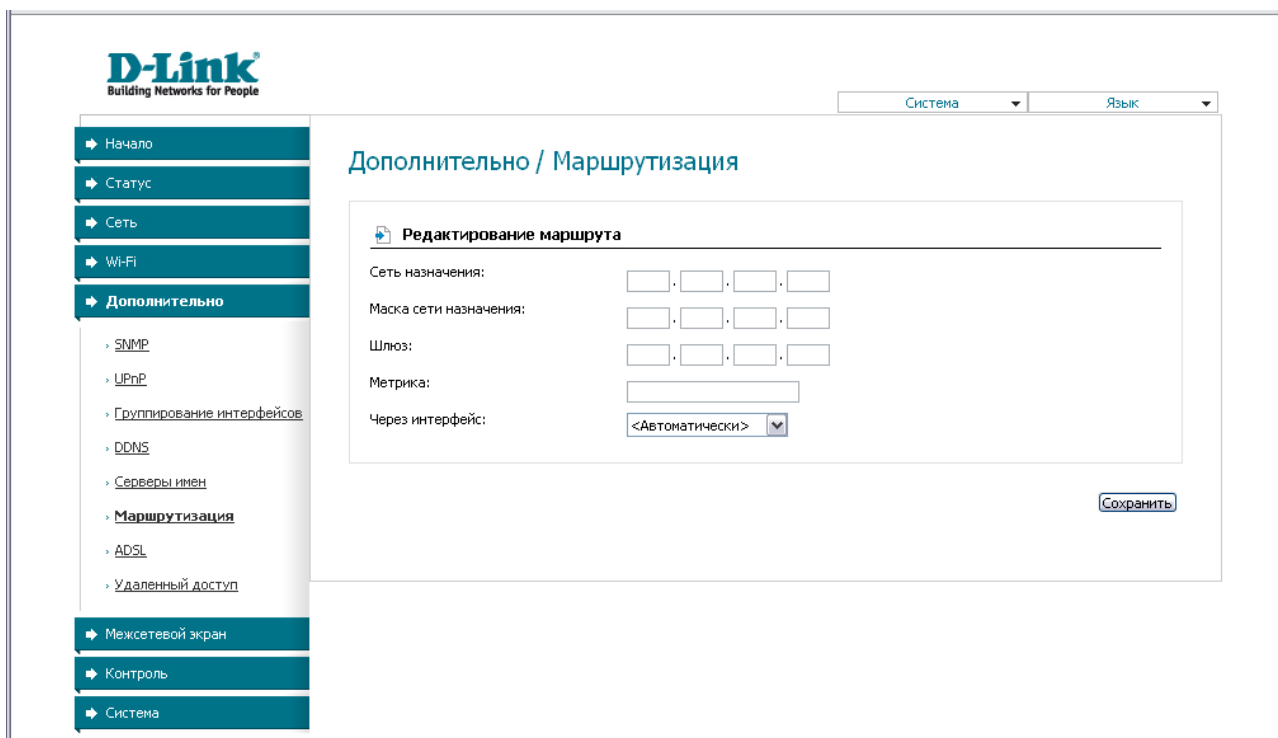 D-Link
Building Networks for People
Система
Язык
Начало
Статус
Сеть
Wi-Fi
Дополнительно
SNMP
UPnP
Группирование интерфейсов
DDNS
Серверы имен
Маршрутизация
ADSL
Удаленный доступ
Межсетевой экран
Контроль
Система
Дополнительно / Маршрутизация
Редактирование маршрута
Сеть назначения: . . .
Маска сети назначения: . . .
Шлюз: . . .
Метрика:
Через интерфейс: <Автоматически>
Сохранить